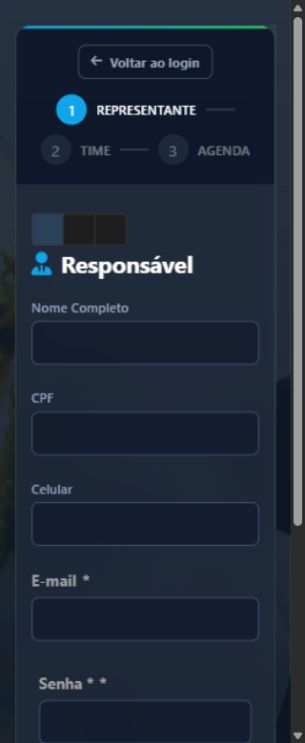 ← Voltar ao login
1 REPRESENTANTE
2 TIME 3 AGENDA
Responsável
Nome Completo
CPF
Celular
E-mail *
Senha * *